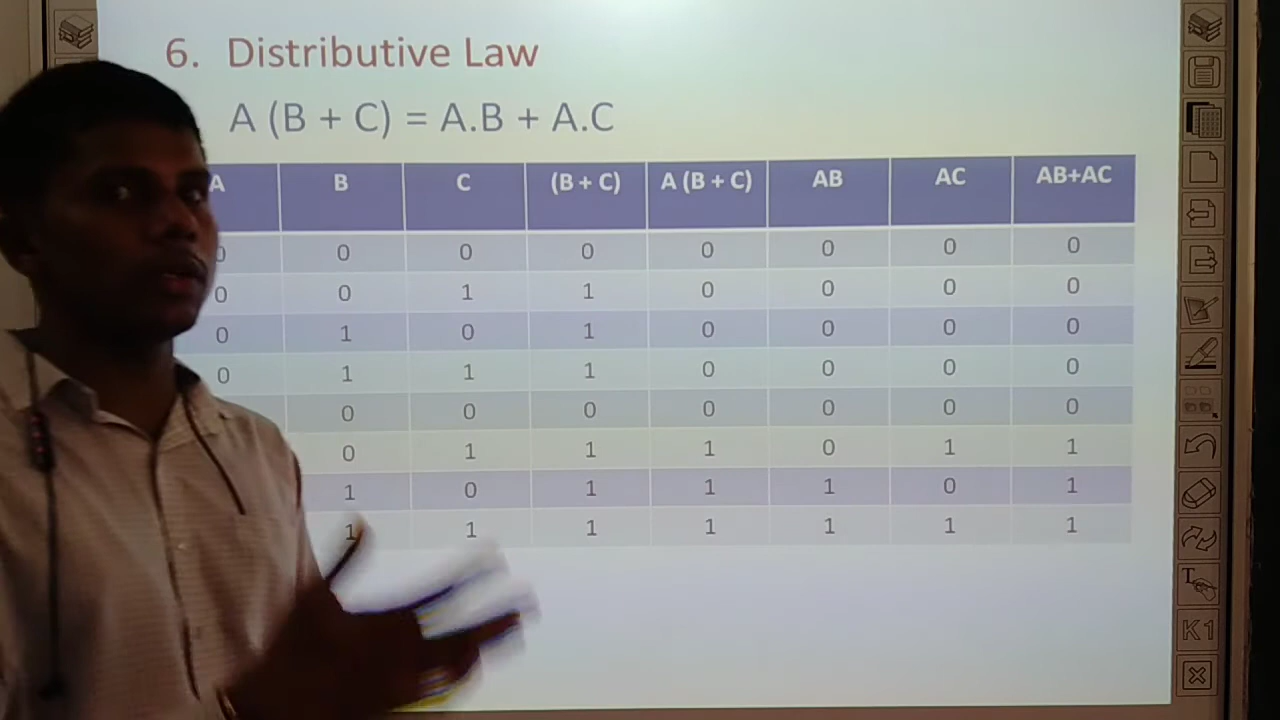 6. Distributive Law
A (B + C) = A.B + A.C
A B C (B + C) A (B + C) AB AC AB+AC
0 0 0 0 0 0 0 0
0 0 1 1 0 0 0 0
0 1 0 1 0 0 0 0
0 1 1 1 0 0 0 0
0 0 0 0 0 0 0
0 1 1 1 0 1 1
1 0 1 1 1 0 1
1 1 1 1 1 1 1
T
K1